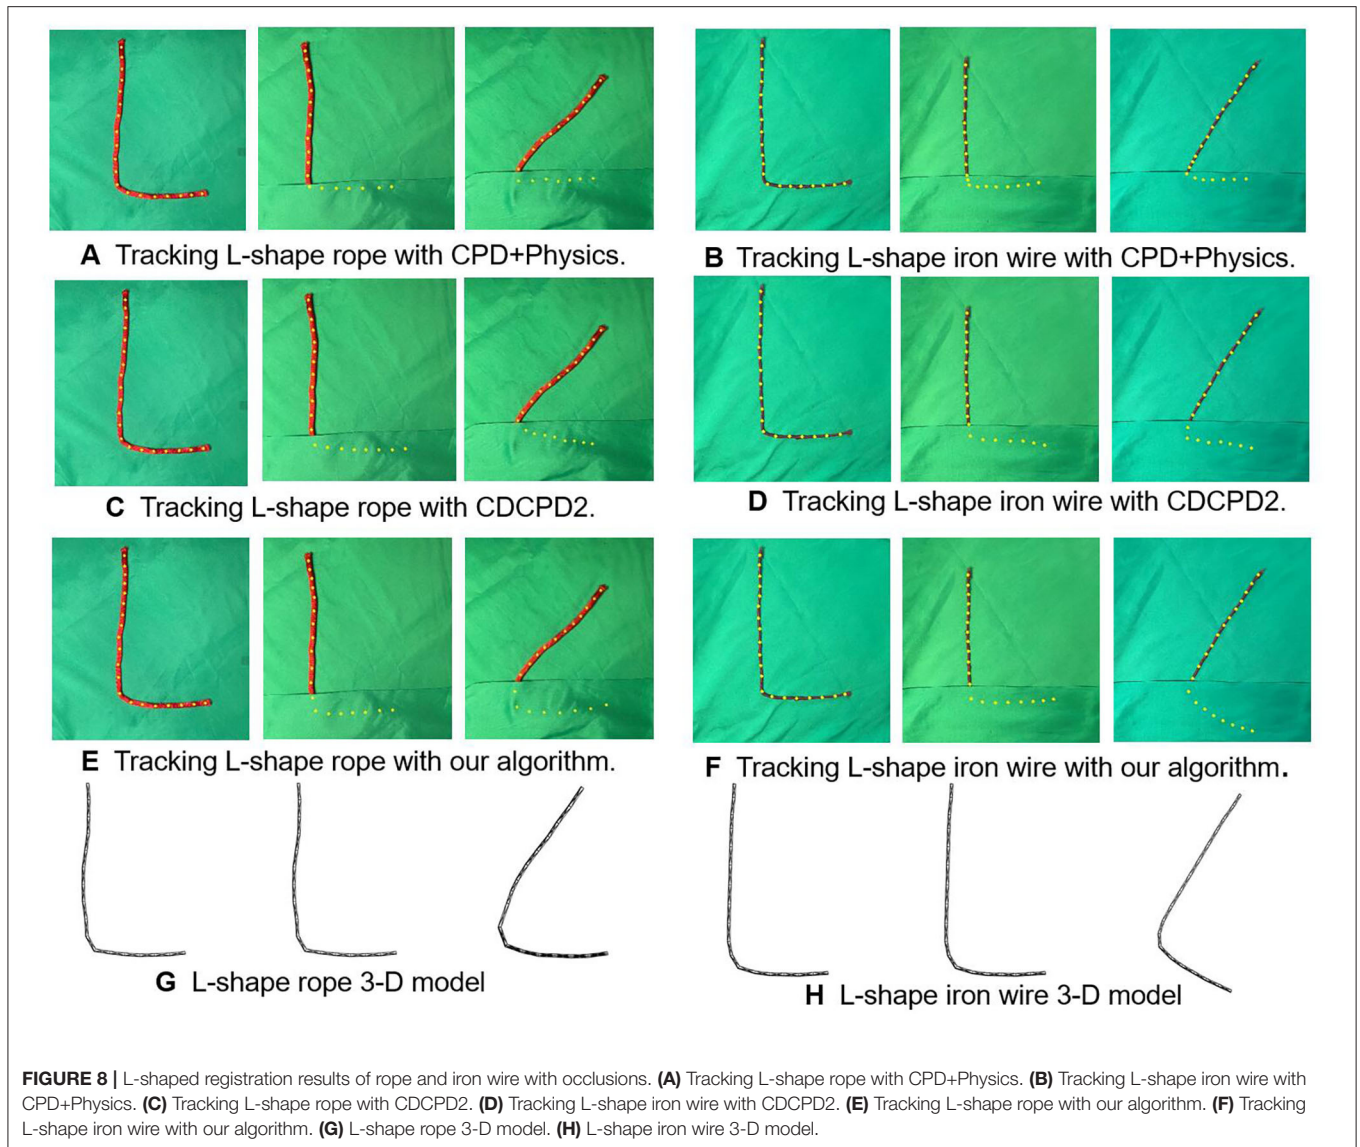 A Tracking L-shape rope with CPD+Physics.
B Tracking L-shape iron wire with CPD+Physics.
C Tracking L-shape rope with CDCPD2.
D Tracking L-shape iron wire with CDCPD2.
E Tracking L-shape rope with our algorithm.
F Tracking L-shape iron wire with our algorithm.
G L-shape rope 3-D model
H L-shape iron wire 3-D model
FIGURE 8 | L-shaped registration results of rope and iron wire with occlusions. (A) Tracking L-shape rope with CPD+Physics. (B) Tracking L-shape iron wire with
CPD+Physics. (C) Tracking L-shape rope with CDCPD2. (D) Tracking L-shape iron wire with CDCPD2. (E) Tracking L-shape rope with our algorithm. (F) Tracking
L-shape iron wire with our algorithm. (G) L-shape rope 3-D model. (H) L-shape iron wire 3-D model.